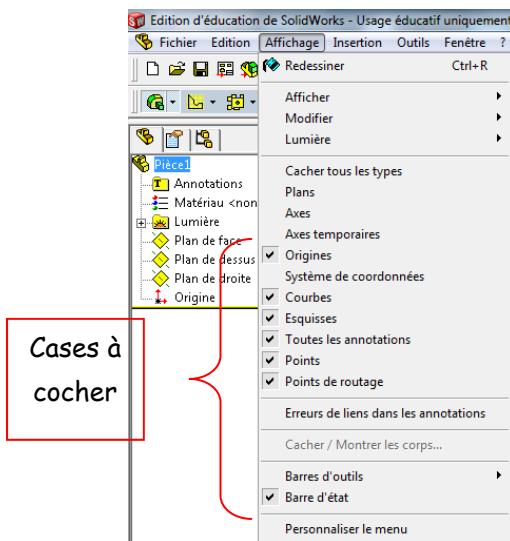 Edition d'éducation de SolidWorks - Usage éducatif uniquement
Fichier Edition Affichage Insertion Outils Fenêtre ?
Redessiner Ctrl+R
Afficher
Modifier
Lumière
Cacher tous les types
Plans
Axes
Axes temporaires
Origines
Système de coordonnées
Courbes
Esquisses
Toutes les annotations
Points
Points de routage
Erreurs de liens dans les annotations
Cacher / Montrer les corps...
Barres d'outils
Barre d'état
Personnaliser le menu
Pièce1
Annotations
Matériau <non
Lumière
Plan de face
Plan de dessus
Plan de droite
Origine
Cases à
cocher